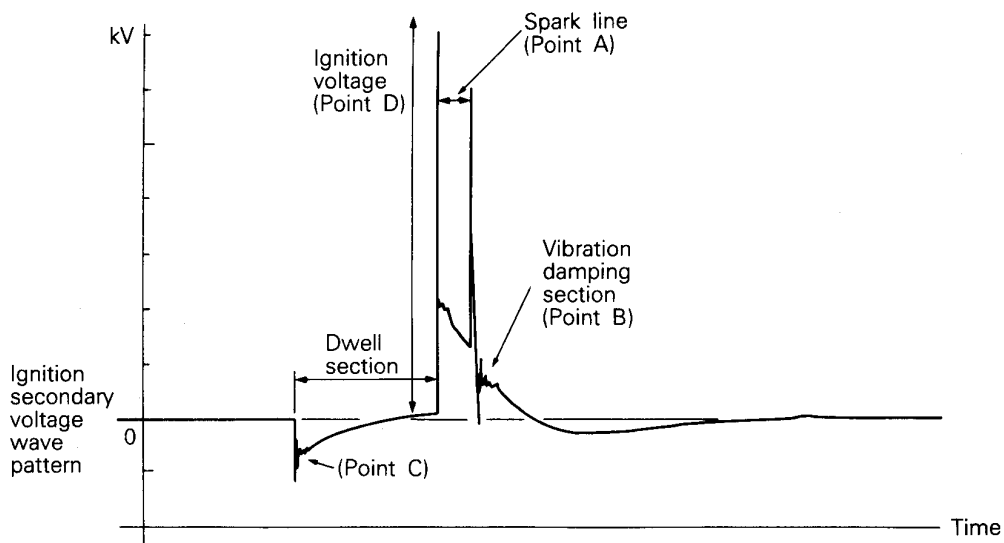 kV
Ignition
voltage
(Point D)
Spark line
(Point A)
Vibration
damping
section
(Point B)
Dwell
section
Ignition
secondary
voltage
wave
pattern
0
(Point C)
Time